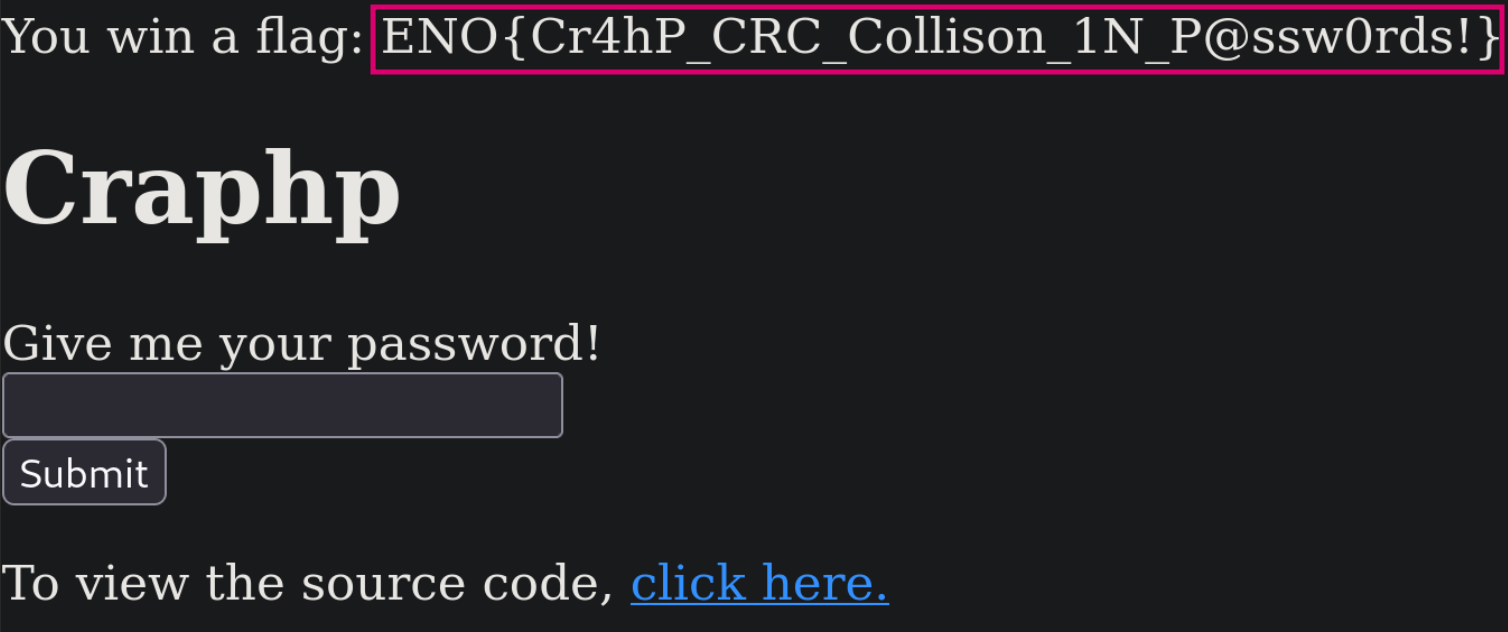 You win a flag: ENO{Cr4hP_CRC_Collison_1N_P@ssw0rds!}
Craphp
Give me your password!
Submit
To view the source code, click here.